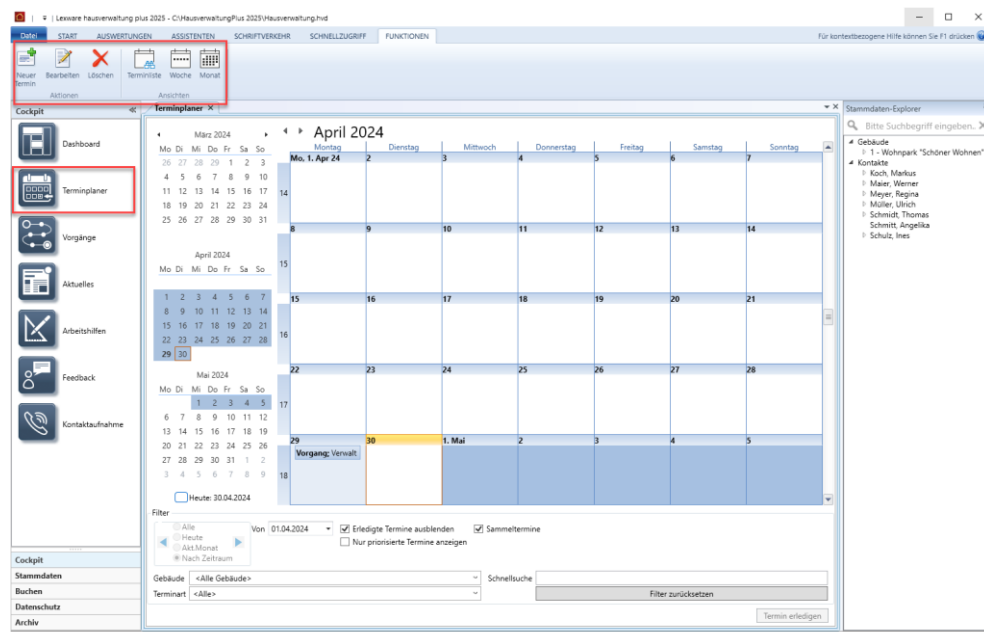 Lexware hausverwaltung plus 2025 - C:\HausverwaltungPlus 2025\Hausverwaltung.hvd
Datei START AUSWERTUNGEN ASSISTENTEN SCHRIFTVERKEHR SCHNELLZUGRIFF FUNKTIONEN Für kontextbezogene Hilfe können Sie F1 drücken
Neuer Termin Bearbeiten Löschen Terminliste Woche Monat
Aktionen Ansichten
Cockpit
Dashboard
Terminplaner
Vorgänge
Aktuelles
Arbeitshilfen
Feedback
Kontaktaufnahme
Cockpit
Stammdaten
Buchen
Datenschutz
Archiv
Terminplaner
März 2024
Mo Di Mi Do Fr Sa So
26 27 28 29 1 2 3
4 5 6 7 8 9 10
11 12 13 14 15 16 17
18 19 20 21 22 23 24
25 26 27 28 29 30 31
April 2024
Mo Di Mi Do Fr Sa So
1 2 3 4 5 6 7
8 9 10 11 12 13 14
15 16 17 18 19 20 21
22 23 24 25 26 27 28
29 30
Mai 2024
Mo Di Mi Do Fr Sa So
1 2 3 4 5
6 7 8 9 10 11 12
13 14 15 16 17 18 19
20 21 22 23 24 25 26
27 28 29 30 31 1 2
3 4 5 6 7 8 9
Heute: 30.04.2024
April 2024
Montag Dienstag Mittwoch Donnerstag Freitag Samstag Sonntag
Mo, 1. Apr 24 2 3 4 5 6 7
14
8 9 10 11 12 13 14
15
15 16 17 18 19 20 21
16
22 23 24 25 26 27 28
17
29 30 1. Mai 2 3 4 5
Vorgang; Verwalt.
18
Filter
Alle
Heute
Akt.Monat
Nach Zeitraum
Von 01.04.2024
Erledigte Termine ausblenden Sammeltermine
Nur priorisierte Termine anzeigen
Gebäude <Alle Gebäude> Schnellsuche
Terminart <Alle> Filter zurücksetzen
Termin erledigen
Stammdaten-Explorer
Bitte Suchbegriff eingeben..
Gebäude
1 - Wohnpark "Schöner Wohnen"
Kontakte
Koch, Markus
Maier, Werner
Meyer, Regina
Müller, Ulrich
Schmidt, Thomas
Schmitt, Angelika
Schulz, Ines